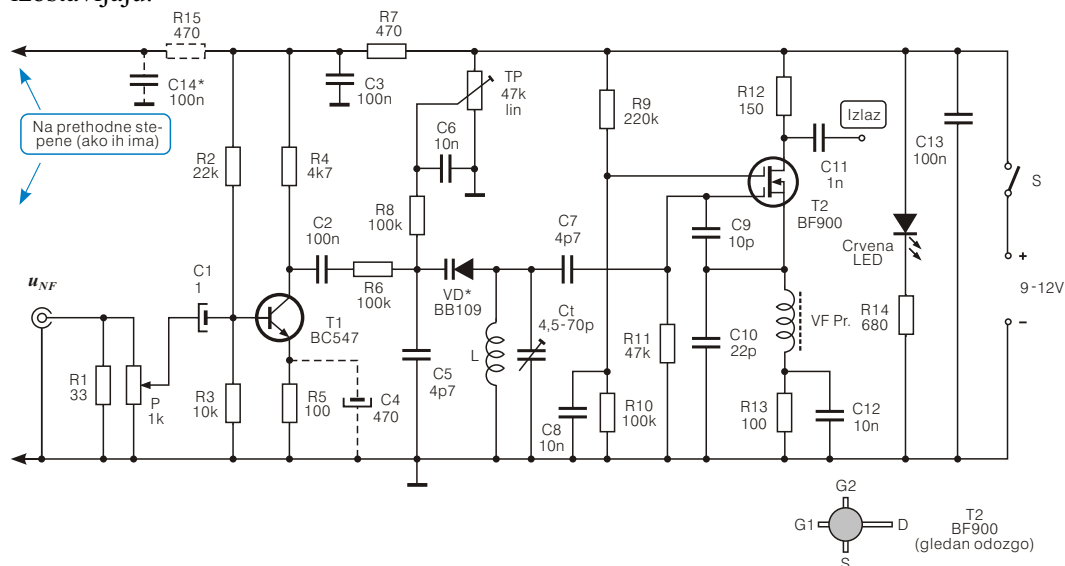 R15
470
R7
470
C14*
100n
C3
100n
TP
47k
lin
R9
220k
R12
150
Izlaz
C11
1n
C13
100n
Na prethodne ste-
pene (ako ih ima)
R2
22k
R4
4k7
C6
10n
S
T2
BF900
R8
100k
C7
4p7
C9
10p
C2
100n
Crvena
LED
+
9-12V
–
C1
1
R6
100k
VD*
BB109
Ct
4,5-70p
u_NF
T1
BC547
L
R11
47k
C10
22p
VF Pr.
R14
680
R1
33
P
1k
R3
10k
R5
100
C4
470
C5
4p7
C8
10n
R10
100k
R13
100
C12
10n
G2
G1
D
S
T2
BF900
(gledan odozgo)